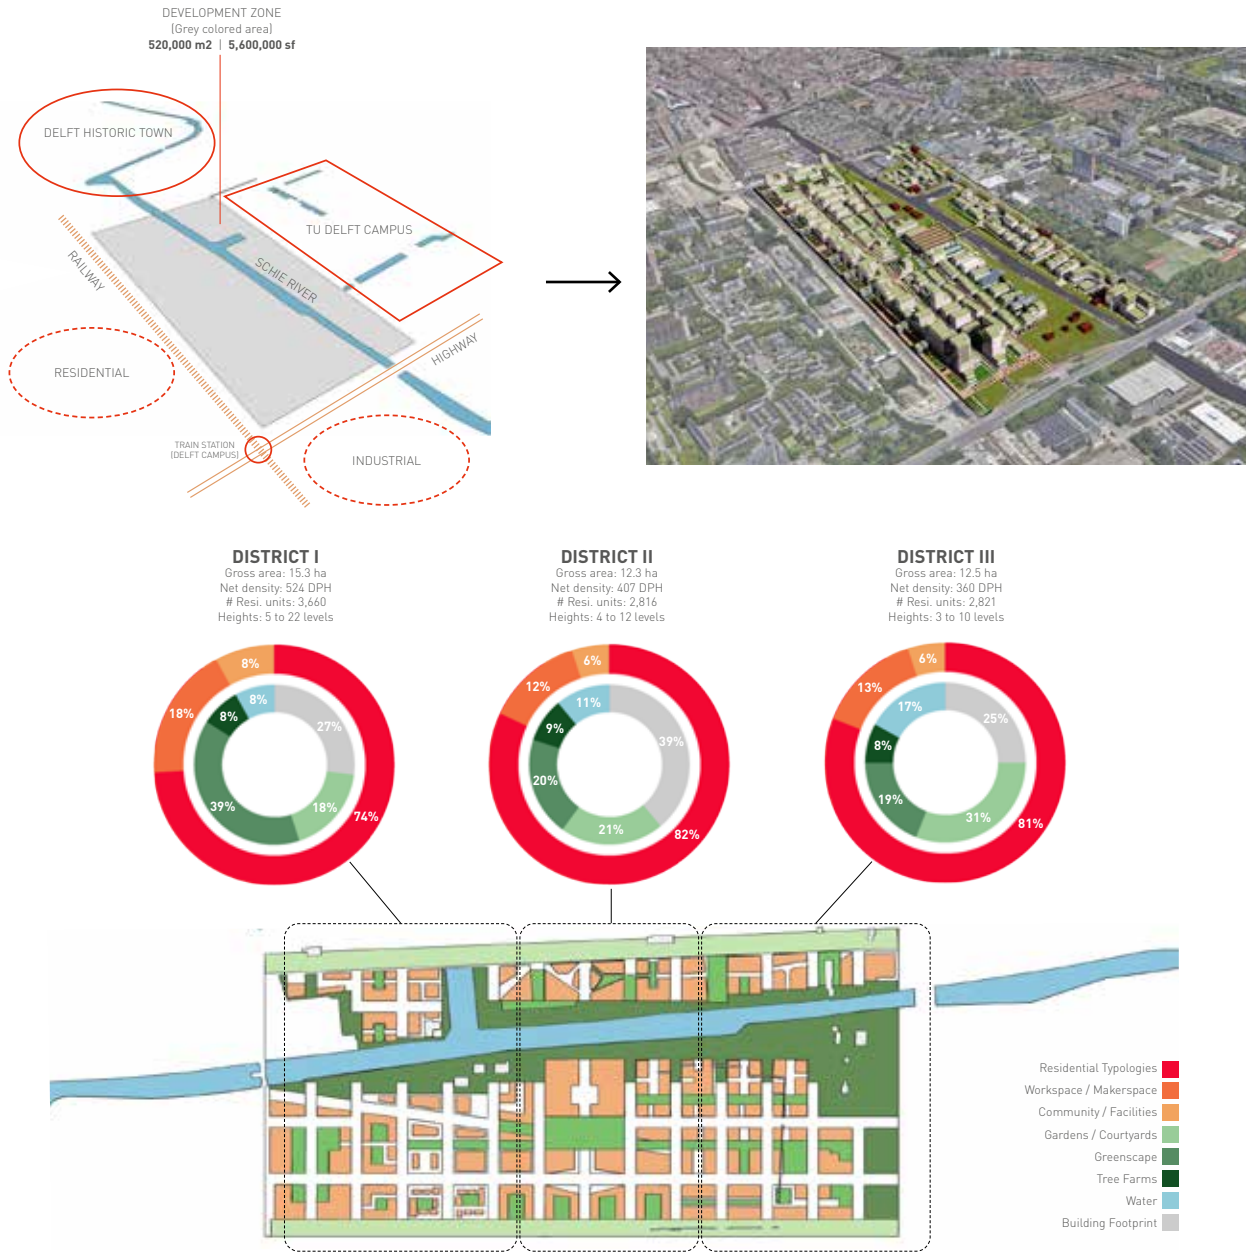 DEVELOPMENT ZONE
(Grey colored area)
520,000 m2 | 5,600,000 sf
DELFT HISTORIC TOWN
TU DELFT CAMPUS
SCHIE RIVER
RAILWAY
HIGHWAY
RESIDENTIAL
TRAIN STATION
(DELFT CAMPUS)
INDUSTRIAL
DISTRICT I
Gross area: 15.3 ha
Net density: 524 DPH
# Resi. units: 3,660
Heights: 5 to 22 levels
8%
18%
8%
8%
27%
39%
18%
74%
DISTRICT II
Gross area: 12.3 ha
Net density: 407 DPH
# Resi. units: 2,816
Heights: 4 to 12 levels
6%
12%
11%
9%
39%
20%
21%
82%
DISTRICT III
Gross area: 12.5 ha
Net density: 360 DPH
# Resi. units: 2,821
Heights: 3 to 10 levels
6%
13%
17%
25%
8%
19%
31%
81%
Residential Typologies
Workspace / Makerspace
Community / Facilities
Gardens / Courtyards
Greenscape
Tree Farms
Water
Building Footprint